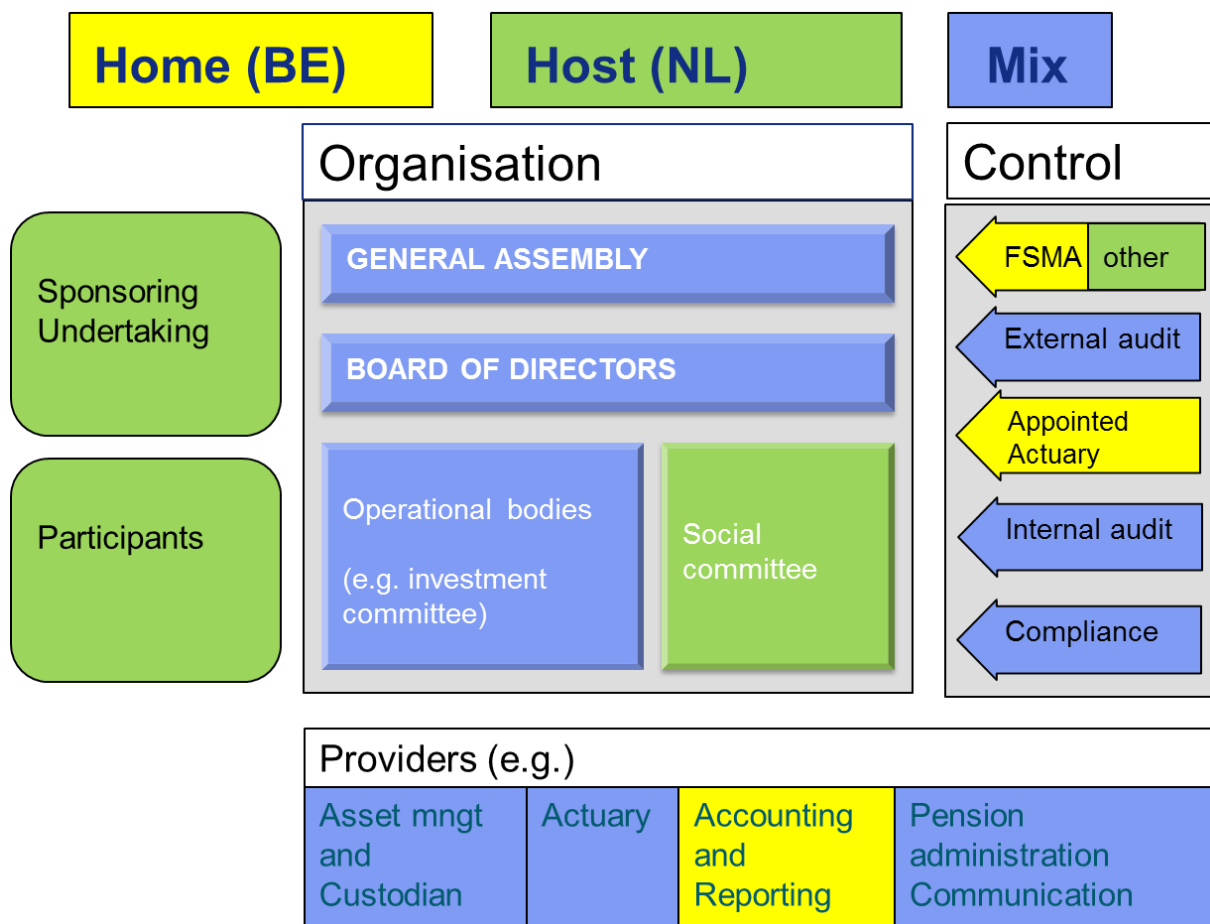 Home (BE)
Host (NL)
Mix
Organisation
Control
Sponsoring
Undertaking
Participants
GENERAL ASSEMBLY
BOARD OF DIRECTORS
Operational bodies
(e.g. investment
committee)
Social
committee
FSMA
other
External audit
Appointed
Actuary
Internal audit
Compliance
Providers (e.g.)
Asset mngt
and
Custodian
Actuary
Accounting
and
Reporting
Pension
administration
Communication